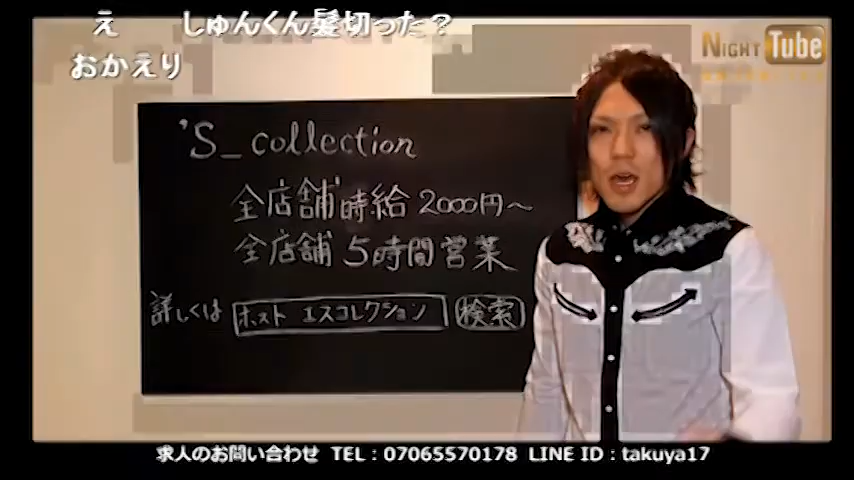 え しゅんくん髪切った?
おかえり
NIGHT Tube
'S_collection
全店舗時給2000円～
全店舗5時間営業
詳しくは ホスト エスコレクション 検索
求人のお問い合わせ TEL：07065570178 LINE ID：takuya17